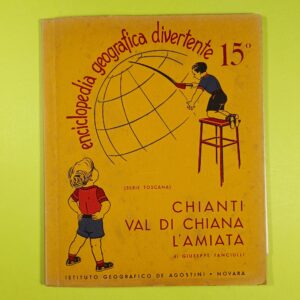 enciclopedia geografica divertente 15°
(SERIE TOSCANA)
CHIANTI
VAL DI CHIANA
L'AMIATA
di GIUSEPPE FANCIULLI
ISTITUTO GEOGRAFICO DE AGOSTINI • NOVARA